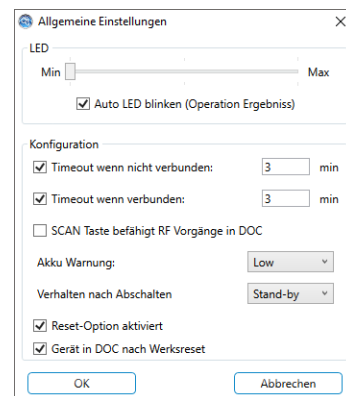 Allgemeine Einstellungen
LED
Min Max
Auto LED blinken (Operation Ergebniss)
Konfiguration
Timeout wenn nicht verbunden: 3 min
Timeout wenn verbunden: 3 min
SCAN Taste befähigt RF Vorgänge in DOC
Akku Warnung: Low
Verhalten nach Abschalten Stand-by
Reset-Option aktiviert
Gerät in DOC nach Werksreset
OK Abbrechen